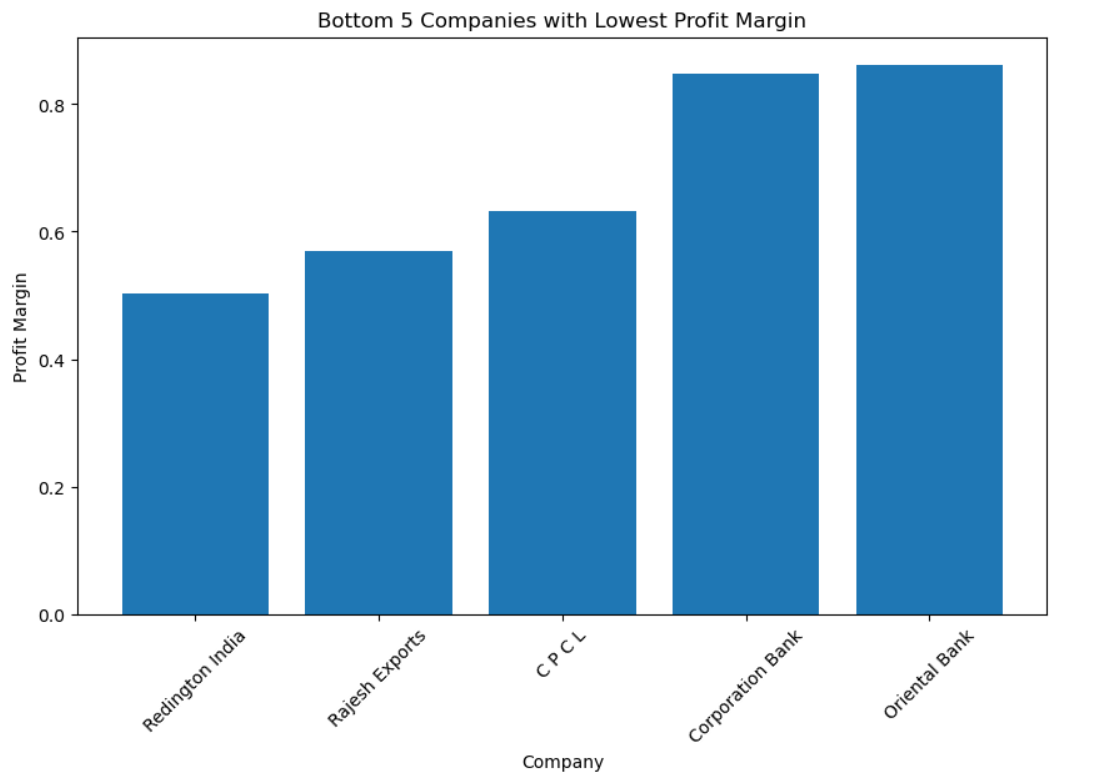 Bottom 5 Companies with Lowest Profit Margin
Profit Margin
0.8
0.6
0.4
0.2
0.0
Redington India
Rajesh Exports
C P C L
Corporation Bank
Oriental Bank
Company